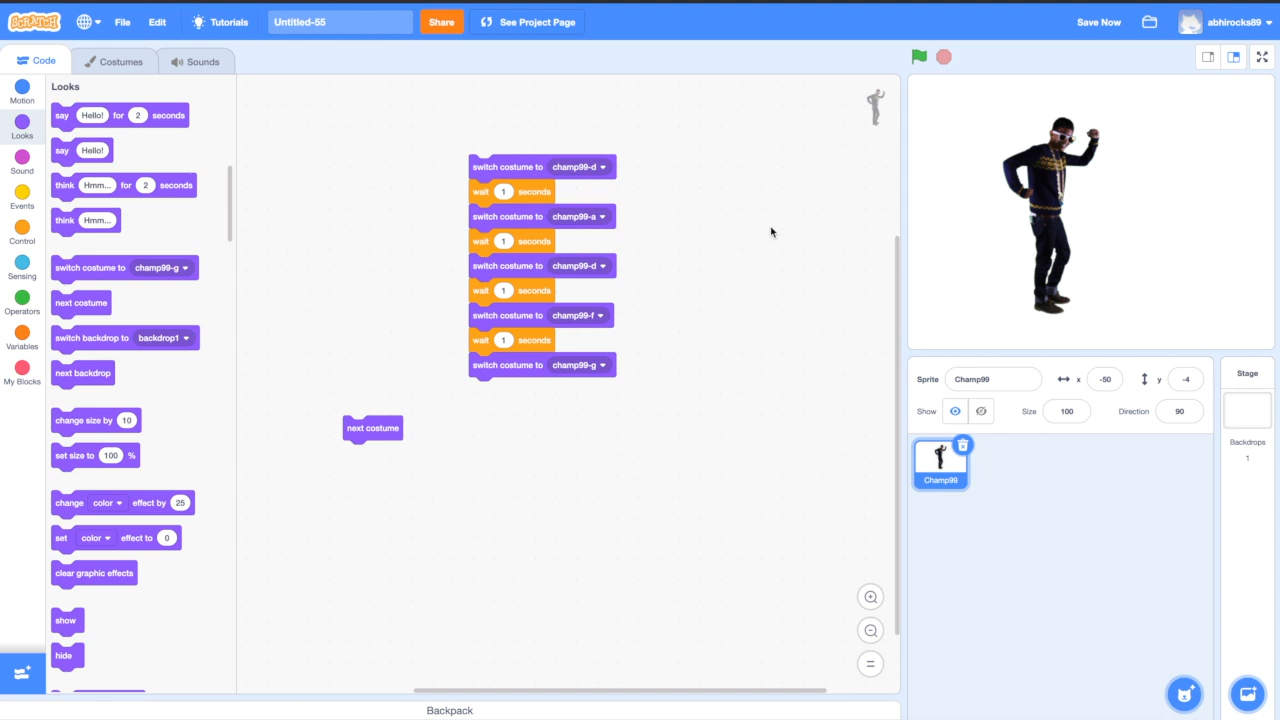 SCRATCH File Edit Tutorials Untitled-55 Share See Project Page Save Now abhirocks89
Code Costumes Sounds
Motion
Looks
Sound
Events
Control
Sensing
Operators
Variables
My Blocks
Looks
say Hello! for 2 seconds
say Hello!
think Hmm... for 2 seconds
think Hmm...
switch costume to champ99-g
next costume
switch backdrop to backdrop1
next backdrop
change size by 10
set size to 100 %
change color effect by 25
set color effect to 0
clear graphic effects
show
hide
switch costume to champ99-d
wait 1 seconds
switch costume to champ99-a
wait 1 seconds
switch costume to champ99-d
wait 1 seconds
switch costume to champ99-f
wait 1 seconds
switch costume to champ99-g
next costume
Sprite Champ99 x -50 y -4
Show Size 100 Direction 90
Champ99
Stage
Backdrops
1
Backpack